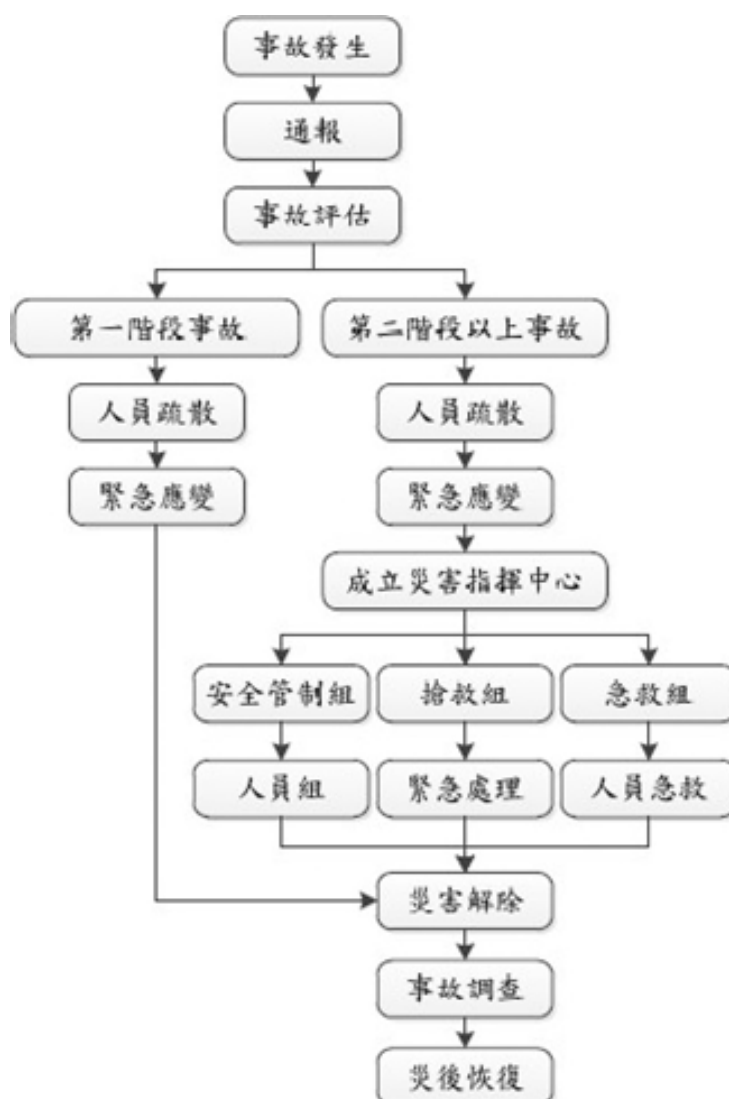 事故發生
通報
事故評估
第一階段事故
第二階段以上事故
人員疏散
人員疏散
緊急應變
緊急應變
成立災害指揮中心
安全管制組
搶救組
急救組
人員組
緊急處理
人員急救
災害解除
事故調查
災後恢復